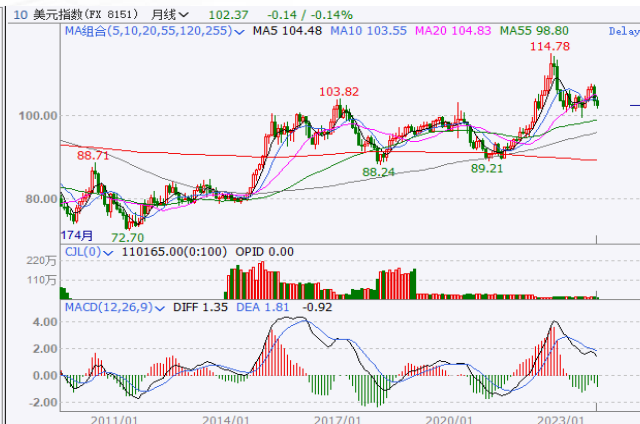 10 美元指数(FX 8151) 月线 102.37 -0.14 / -0.14%
MA组合(5,10,20,55,120,255) MA5 104.48 MA10 103.55 MA20 104.83 MA55 98.80 Delay
114.78
103.82
100.00
88.71
88.24
89.21
80.00
174月
72.70
CJL(0) 110165.00(0:100) OPID 0.00
220万
110万
MACD(12,26,9) DIFF 1.35 DEA 1.81 -0.92
4.00
2.00
0.00
-2.00
2011/01 2014/01 2017/01 2020/01 2023/01